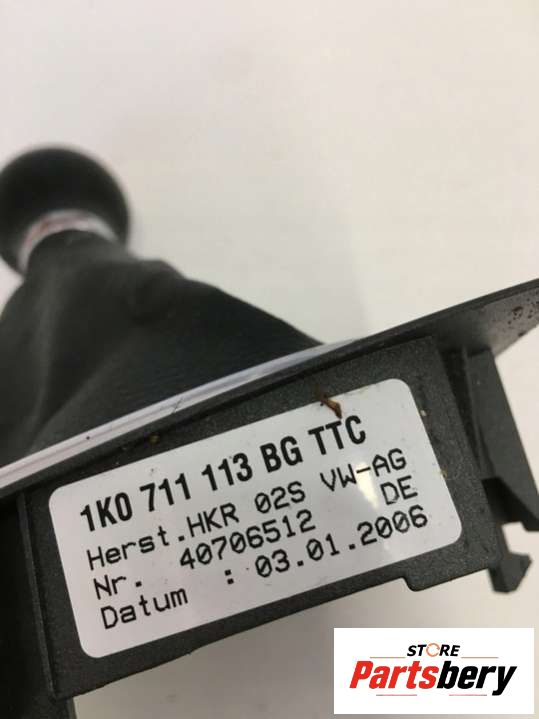 1K0 711 113 BG TTC
Herst.HKR 02S VW-AG
Nr. 40706512 DE
Datum : 03.01.2006
STORE
Partsbery